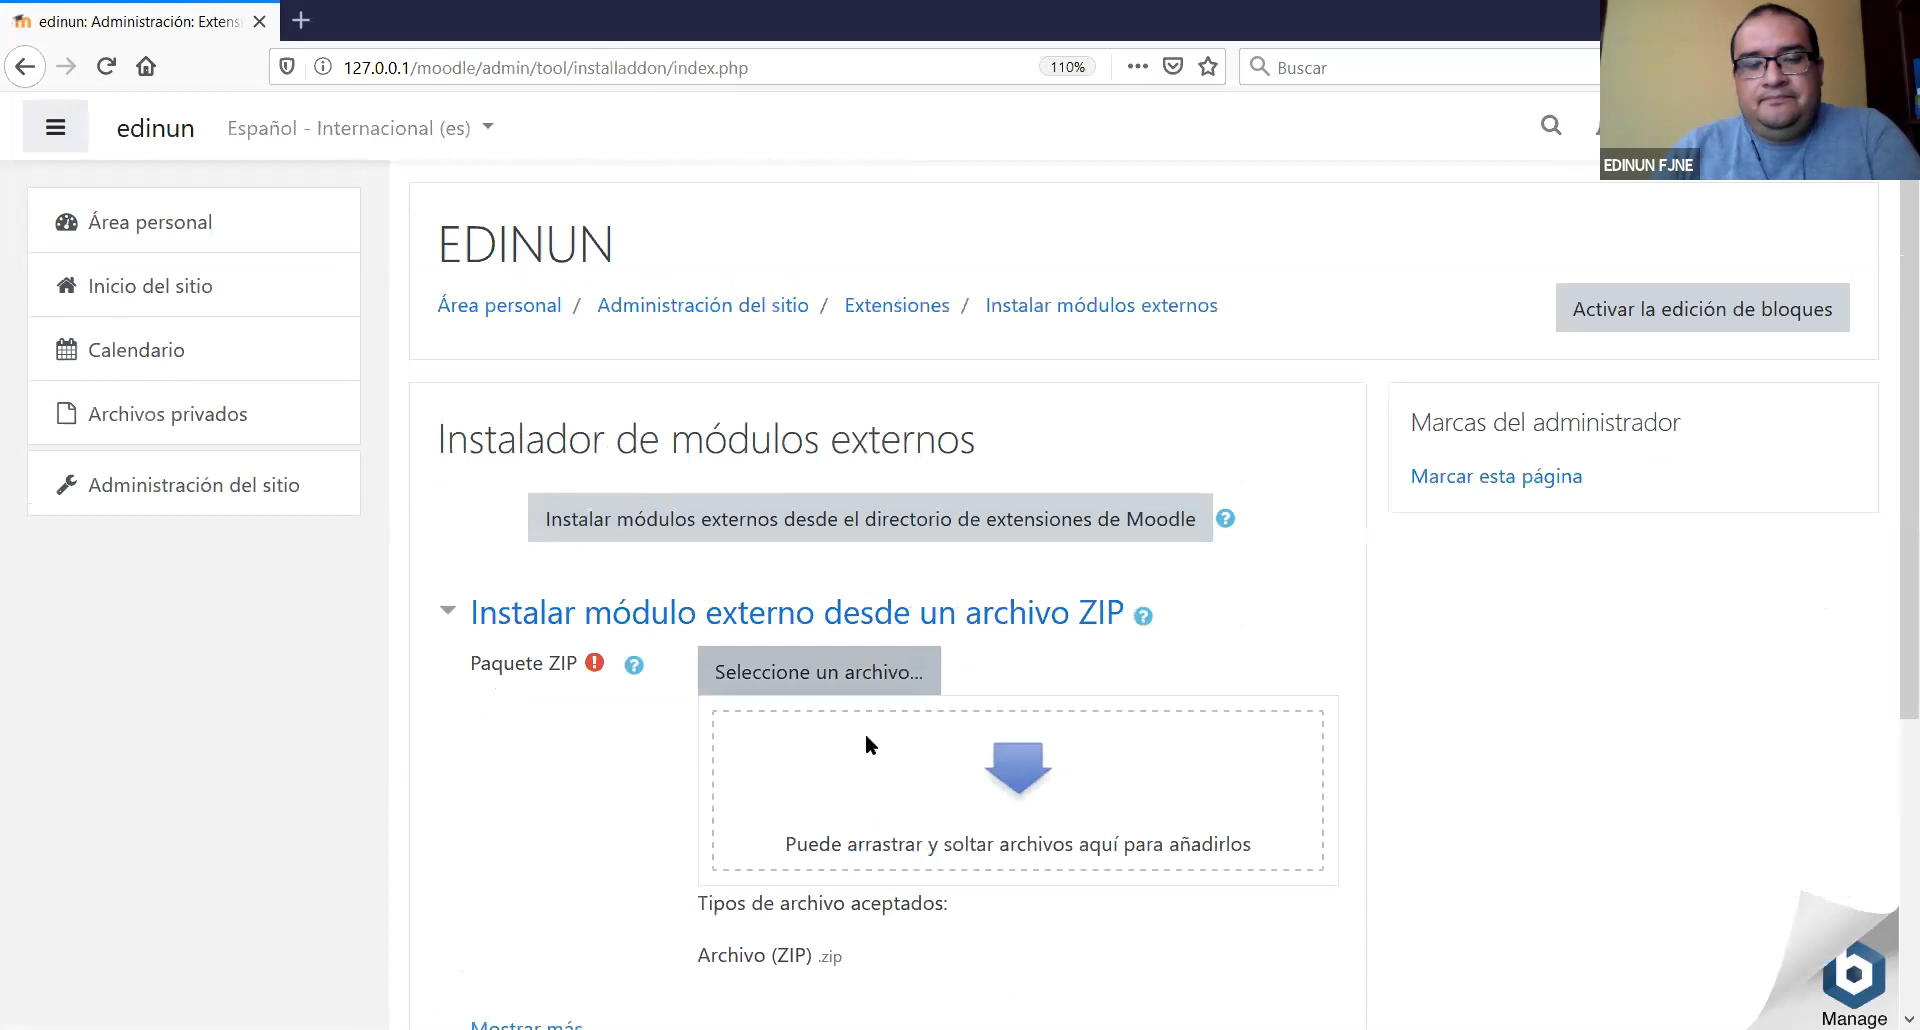 edinun: Administración: Extens
127.0.0.1/moodle/admin/tool/installaddon/index.php
110%
Buscar
edinun
Español - Internacional (es)
EDINUN FJNE
Área personal
Inicio del sitio
Calendario
Archivos privados
Administración del sitio
EDINUN
Área personal / Administración del sitio / Extensiones / Instalar módulos externos
Activar la edición de bloques
Instalador de módulos externos
Instalar módulos externos desde el directorio de extensiones de Moodle
Marcas del administrador
Marcar esta página
Instalar módulo externo desde un archivo ZIP
Paquete ZIP
Seleccione un archivo...
Puede arrastrar y soltar archivos aquí para añadirlos
Tipos de archivo aceptados:
Archivo (ZIP) .zip
Mostrar más
Manage